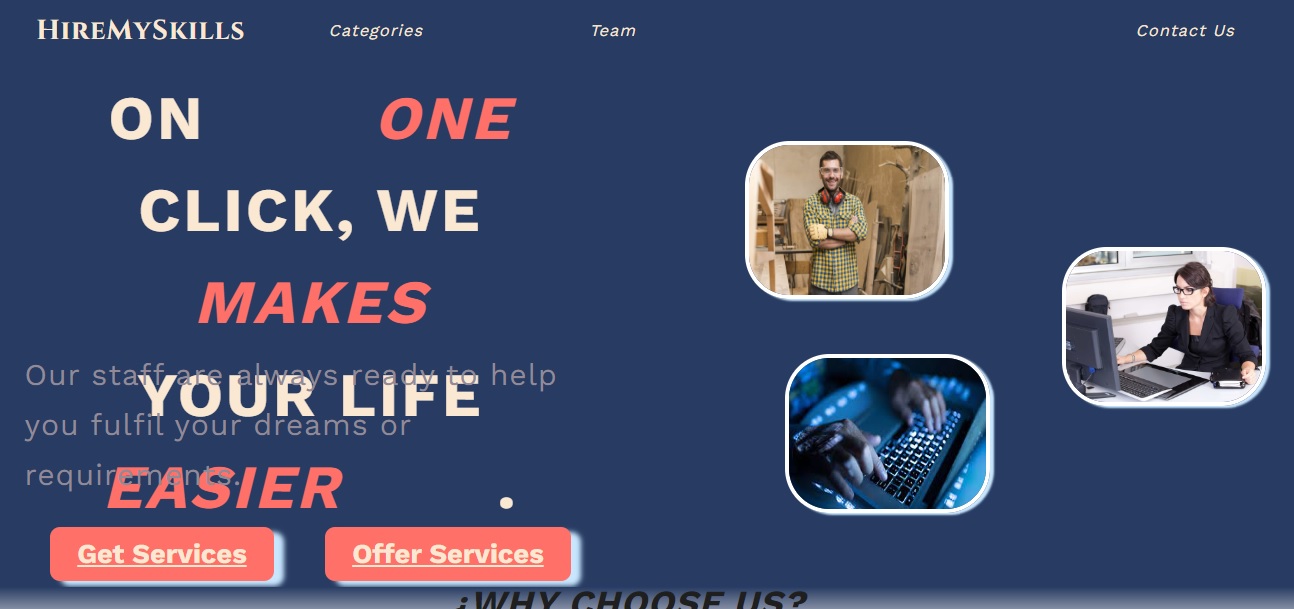 HireMySkills
Categories
Team
Contact Us
ON ONE
CLICK, WE
MAKES
YOUR LIFE
EASIER .
Our staff are always ready to help
you fulfil your dreams or
requirements.
Get Services
Offer Services
¿WHY CHOOSE US?